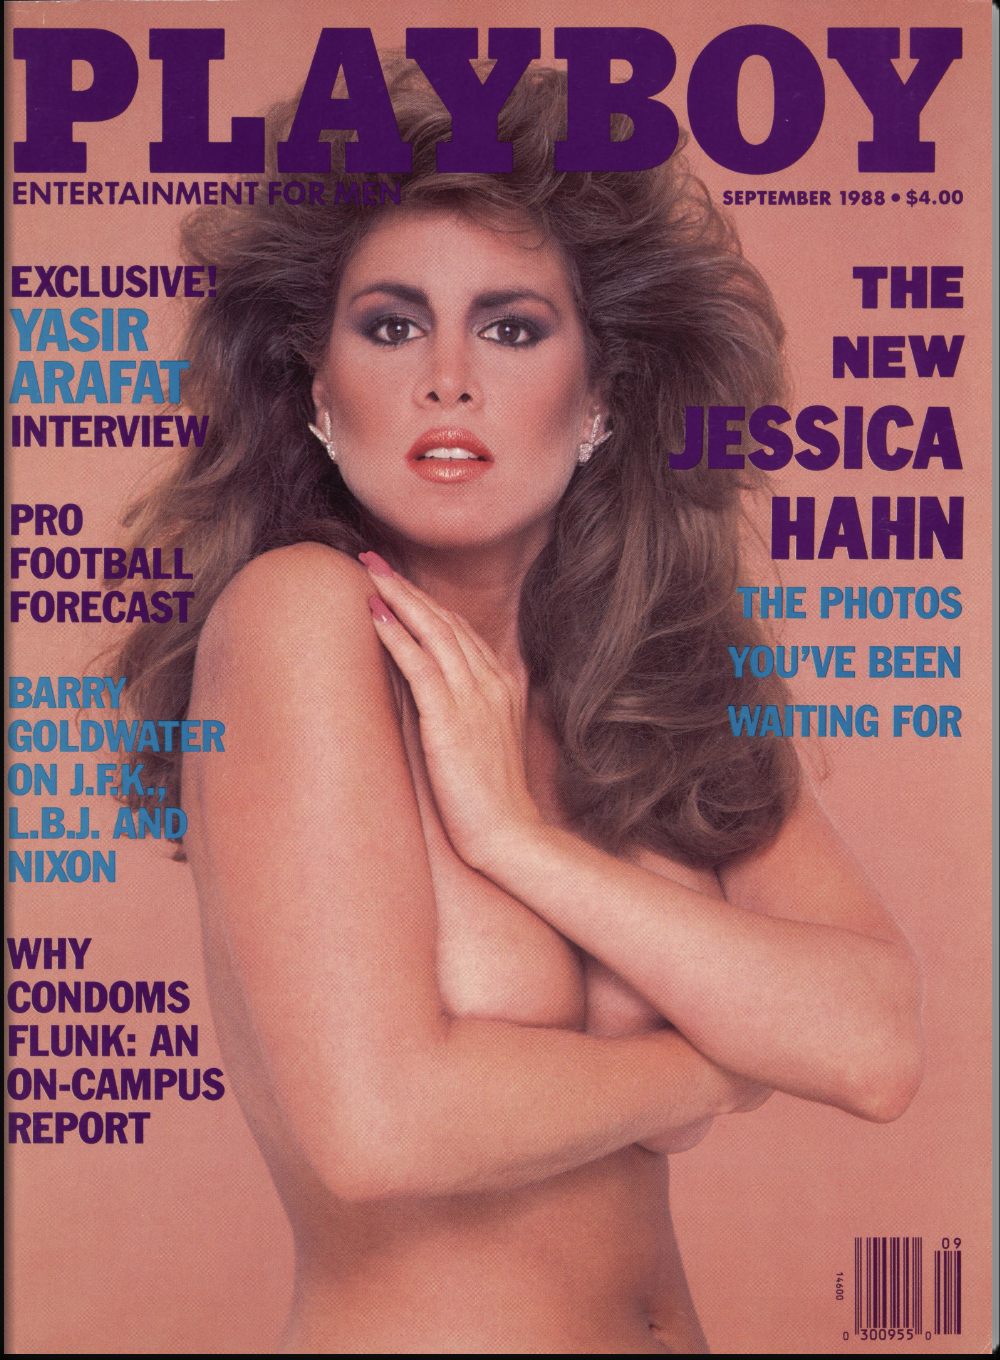 PLAYBOY
ENTERTAINMENT FOR MEN
SEPTEMBER 1988 • $4.00
EXCLUSIVE!
YASIR
ARAFAT
INTERVIEW
PRO
FOOTBALL
FORECAST
BARRY
GOLDWATER
ON J.F.K.,
L.B.J. AND
NIXON
WHY
CONDOMS
FLUNK: AN
ON-CAMPUS
REPORT
THE
NEW
JESSICA
HAHN
THE PHOTOS
YOU'VE BEEN
WAITING FOR
09
14600
0 300955 0